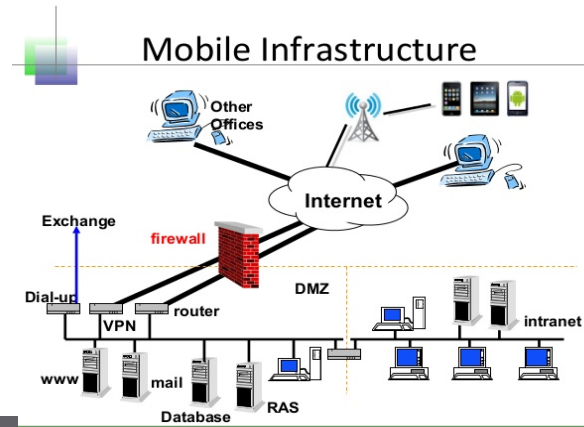 Mobile Infrastructure
Other
Offices
Internet
Exchange
firewall
Dial-up
DMZ
router
VPN
intranet
www
mail
Database
RAS